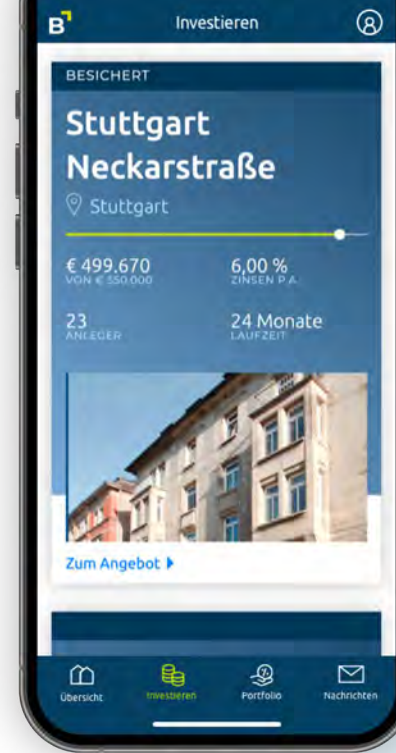 B
Investieren
BESICHERT
Stuttgart
Neckarstraße
Stuttgart
€ 499.670
VON € 550.000
6,00 %
ZINSEN P.A.
23
ANLEGER
24 Monate
LAUFZEIT
Zum Angebot
Übersicht
Investieren
Portfolio
Nachrichten